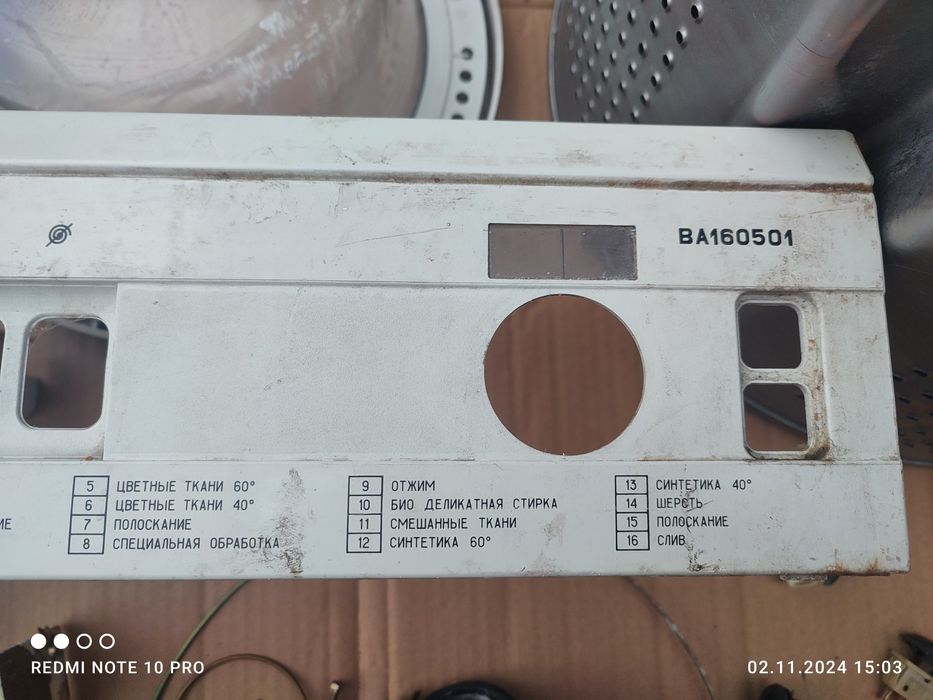 BA160501
5 ЦВЕТНЫЕ ТКАНИ 60°
6 ЦВЕТНЫЕ ТКАНИ 40°
7 ПОЛОСКАНИЕ
8 СПЕЦИАЛЬНАЯ ОБРАБОТКА
9 ОТЖИМ
10 БИО ДЕЛИКАТНАЯ СТИРКА
11 СМЕШАННЫЕ ТКАНИ
12 СИНТЕТИКА 60°
13 СИНТЕТИКА 40°
14 ШЕРСТЬ
15 ПОЛОСКАНИЕ
16 СЛИВ
REDMI NOTE 10 PRO
02.11.2024 15:03